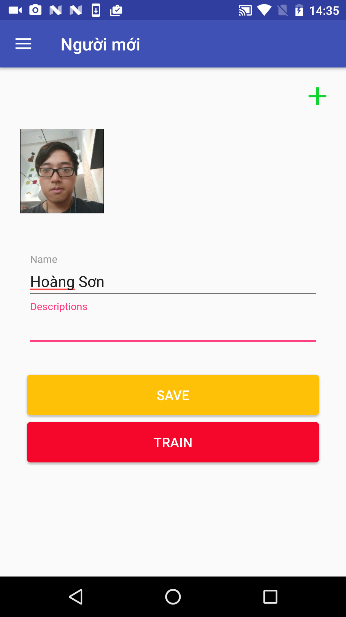 14:35
Người mới
Name
Hoàng Sơn
Descriptions
SAVE
TRAIN